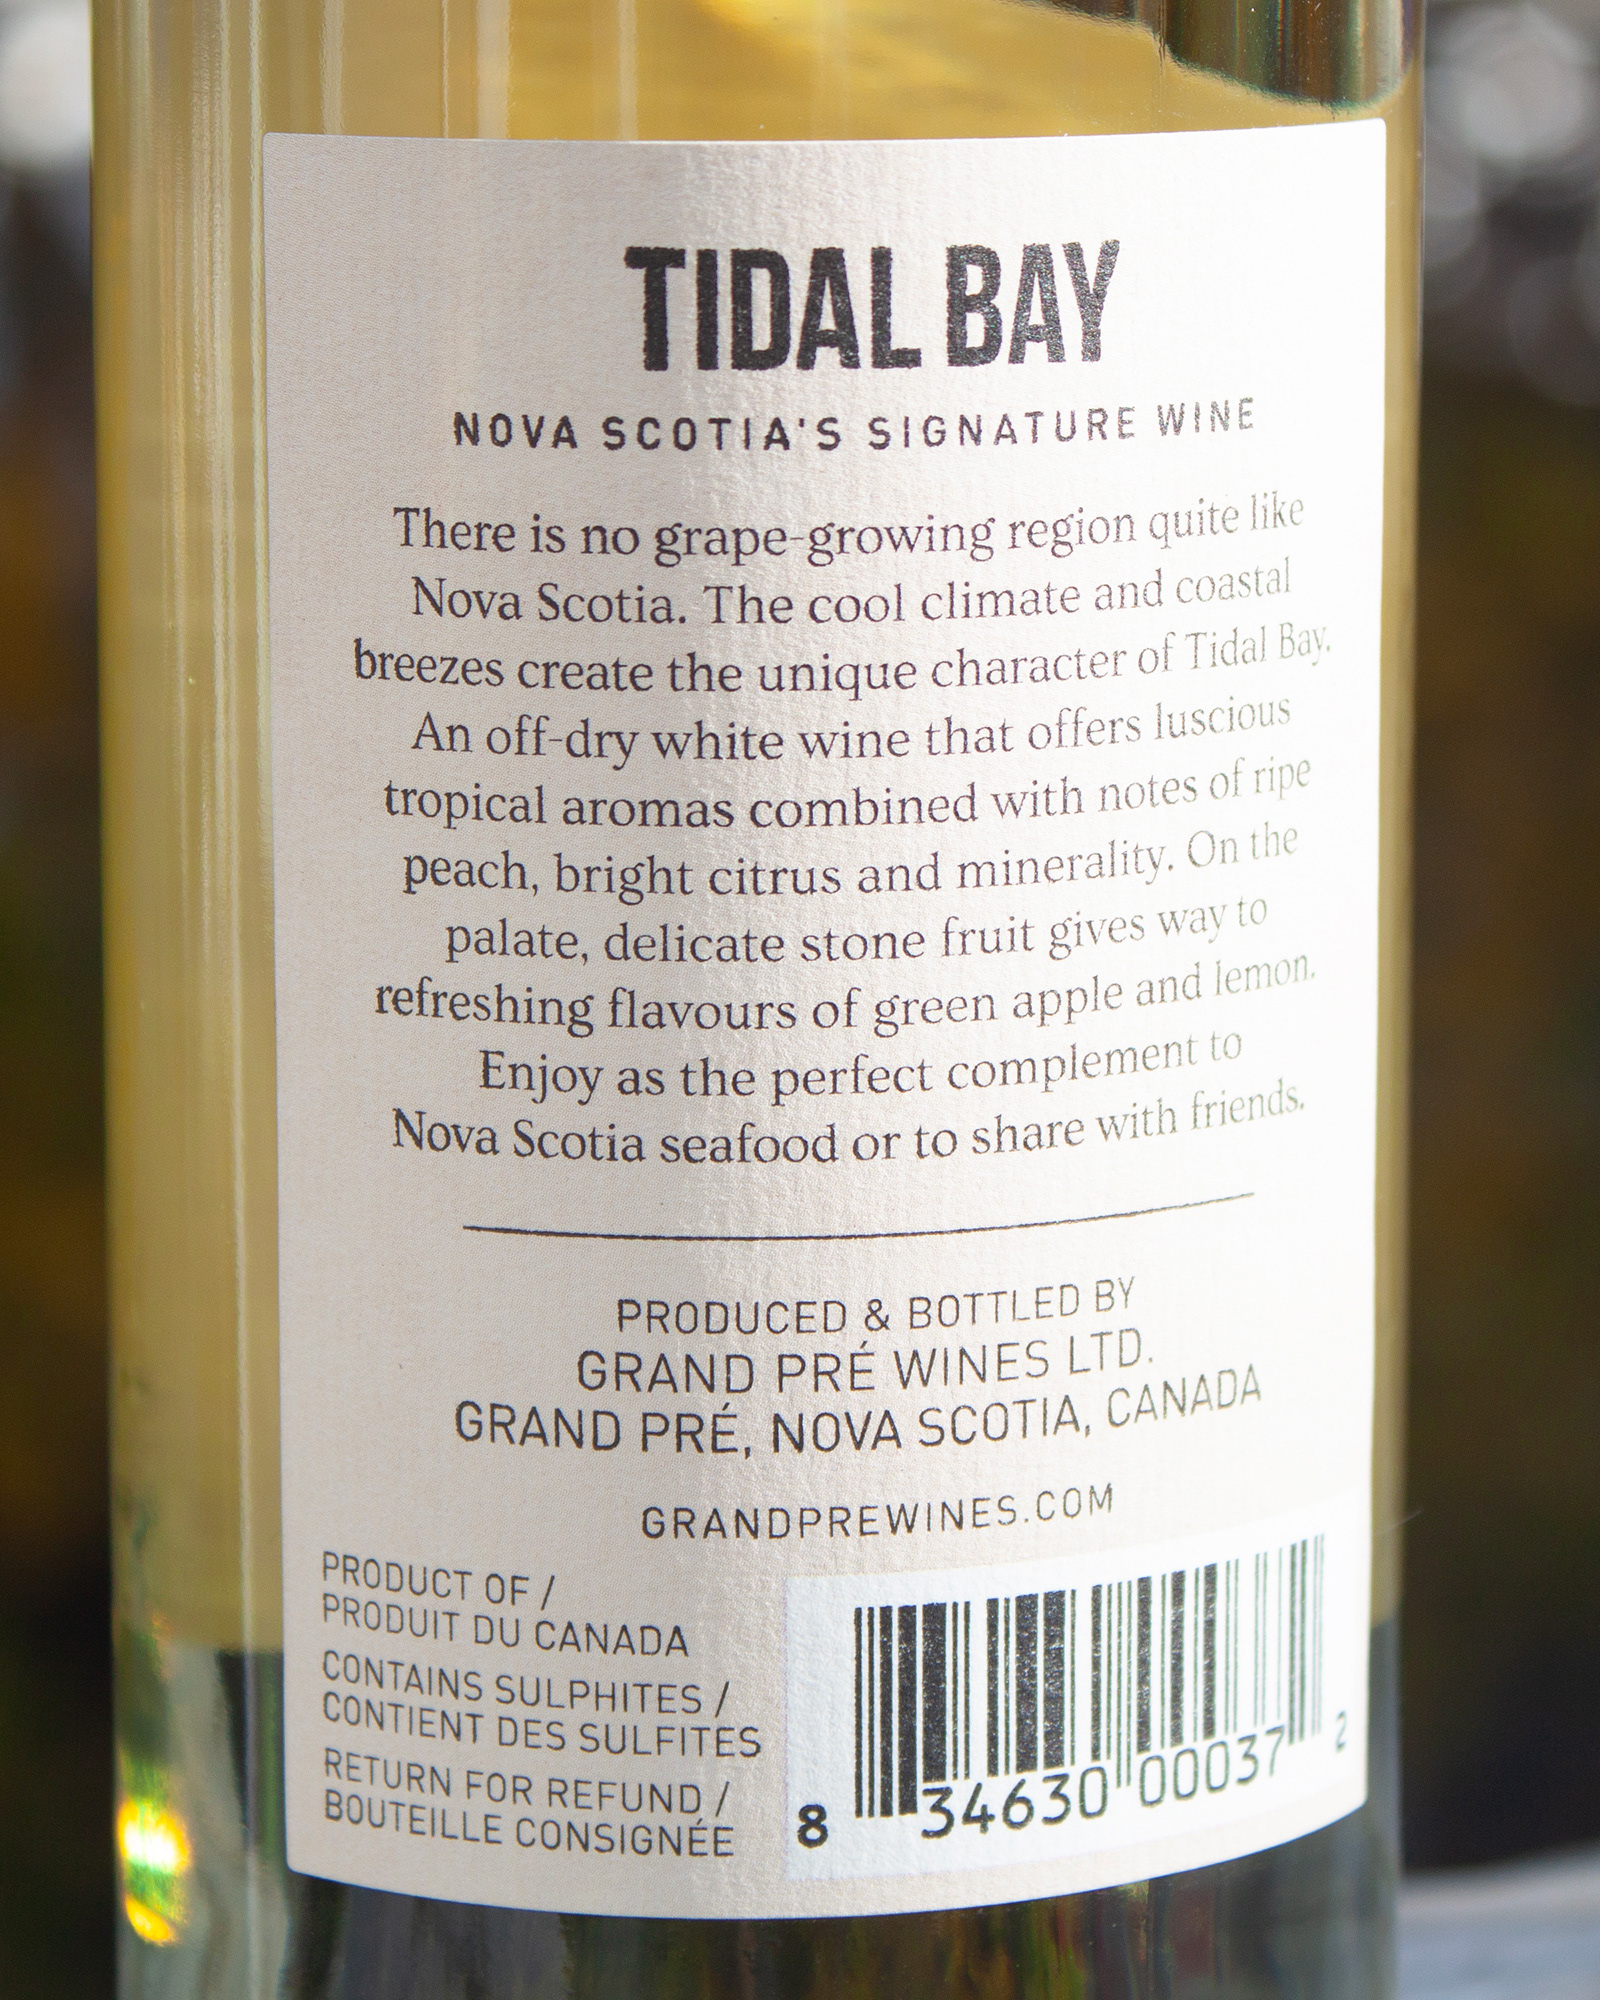 TIDAL BAY
NOVA SCOTIA'S SIGNATURE WINE
There is no grape-growing region quite like
Nova Scotia. The cool climate and coastal
breezes create the unique character of Tidal Bay.
An off-dry white wine that offers luscious
tropical aromas combined with notes of ripe
peach, bright citrus and minerality. On the
palate, delicate stone fruit gives way to
refreshing flavours of green apple and lemon.
Enjoy as the perfect complement to
Nova Scotia seafood or to share with friends.
PRODUCED & BOTTLED BY
GRAND PRÉ WINES LTD.
GRAND PRÉ, NOVA SCOTIA, CANADA
GRANDPREWINES.COM
PRODUCT OF /
PRODUIT DU CANADA
CONTAINS SULPHITES /
CONTIENT DES SULFITES
RETURN FOR REFUND /
BOUTEILLE CONSIGNÉE
8 34630 00037 2